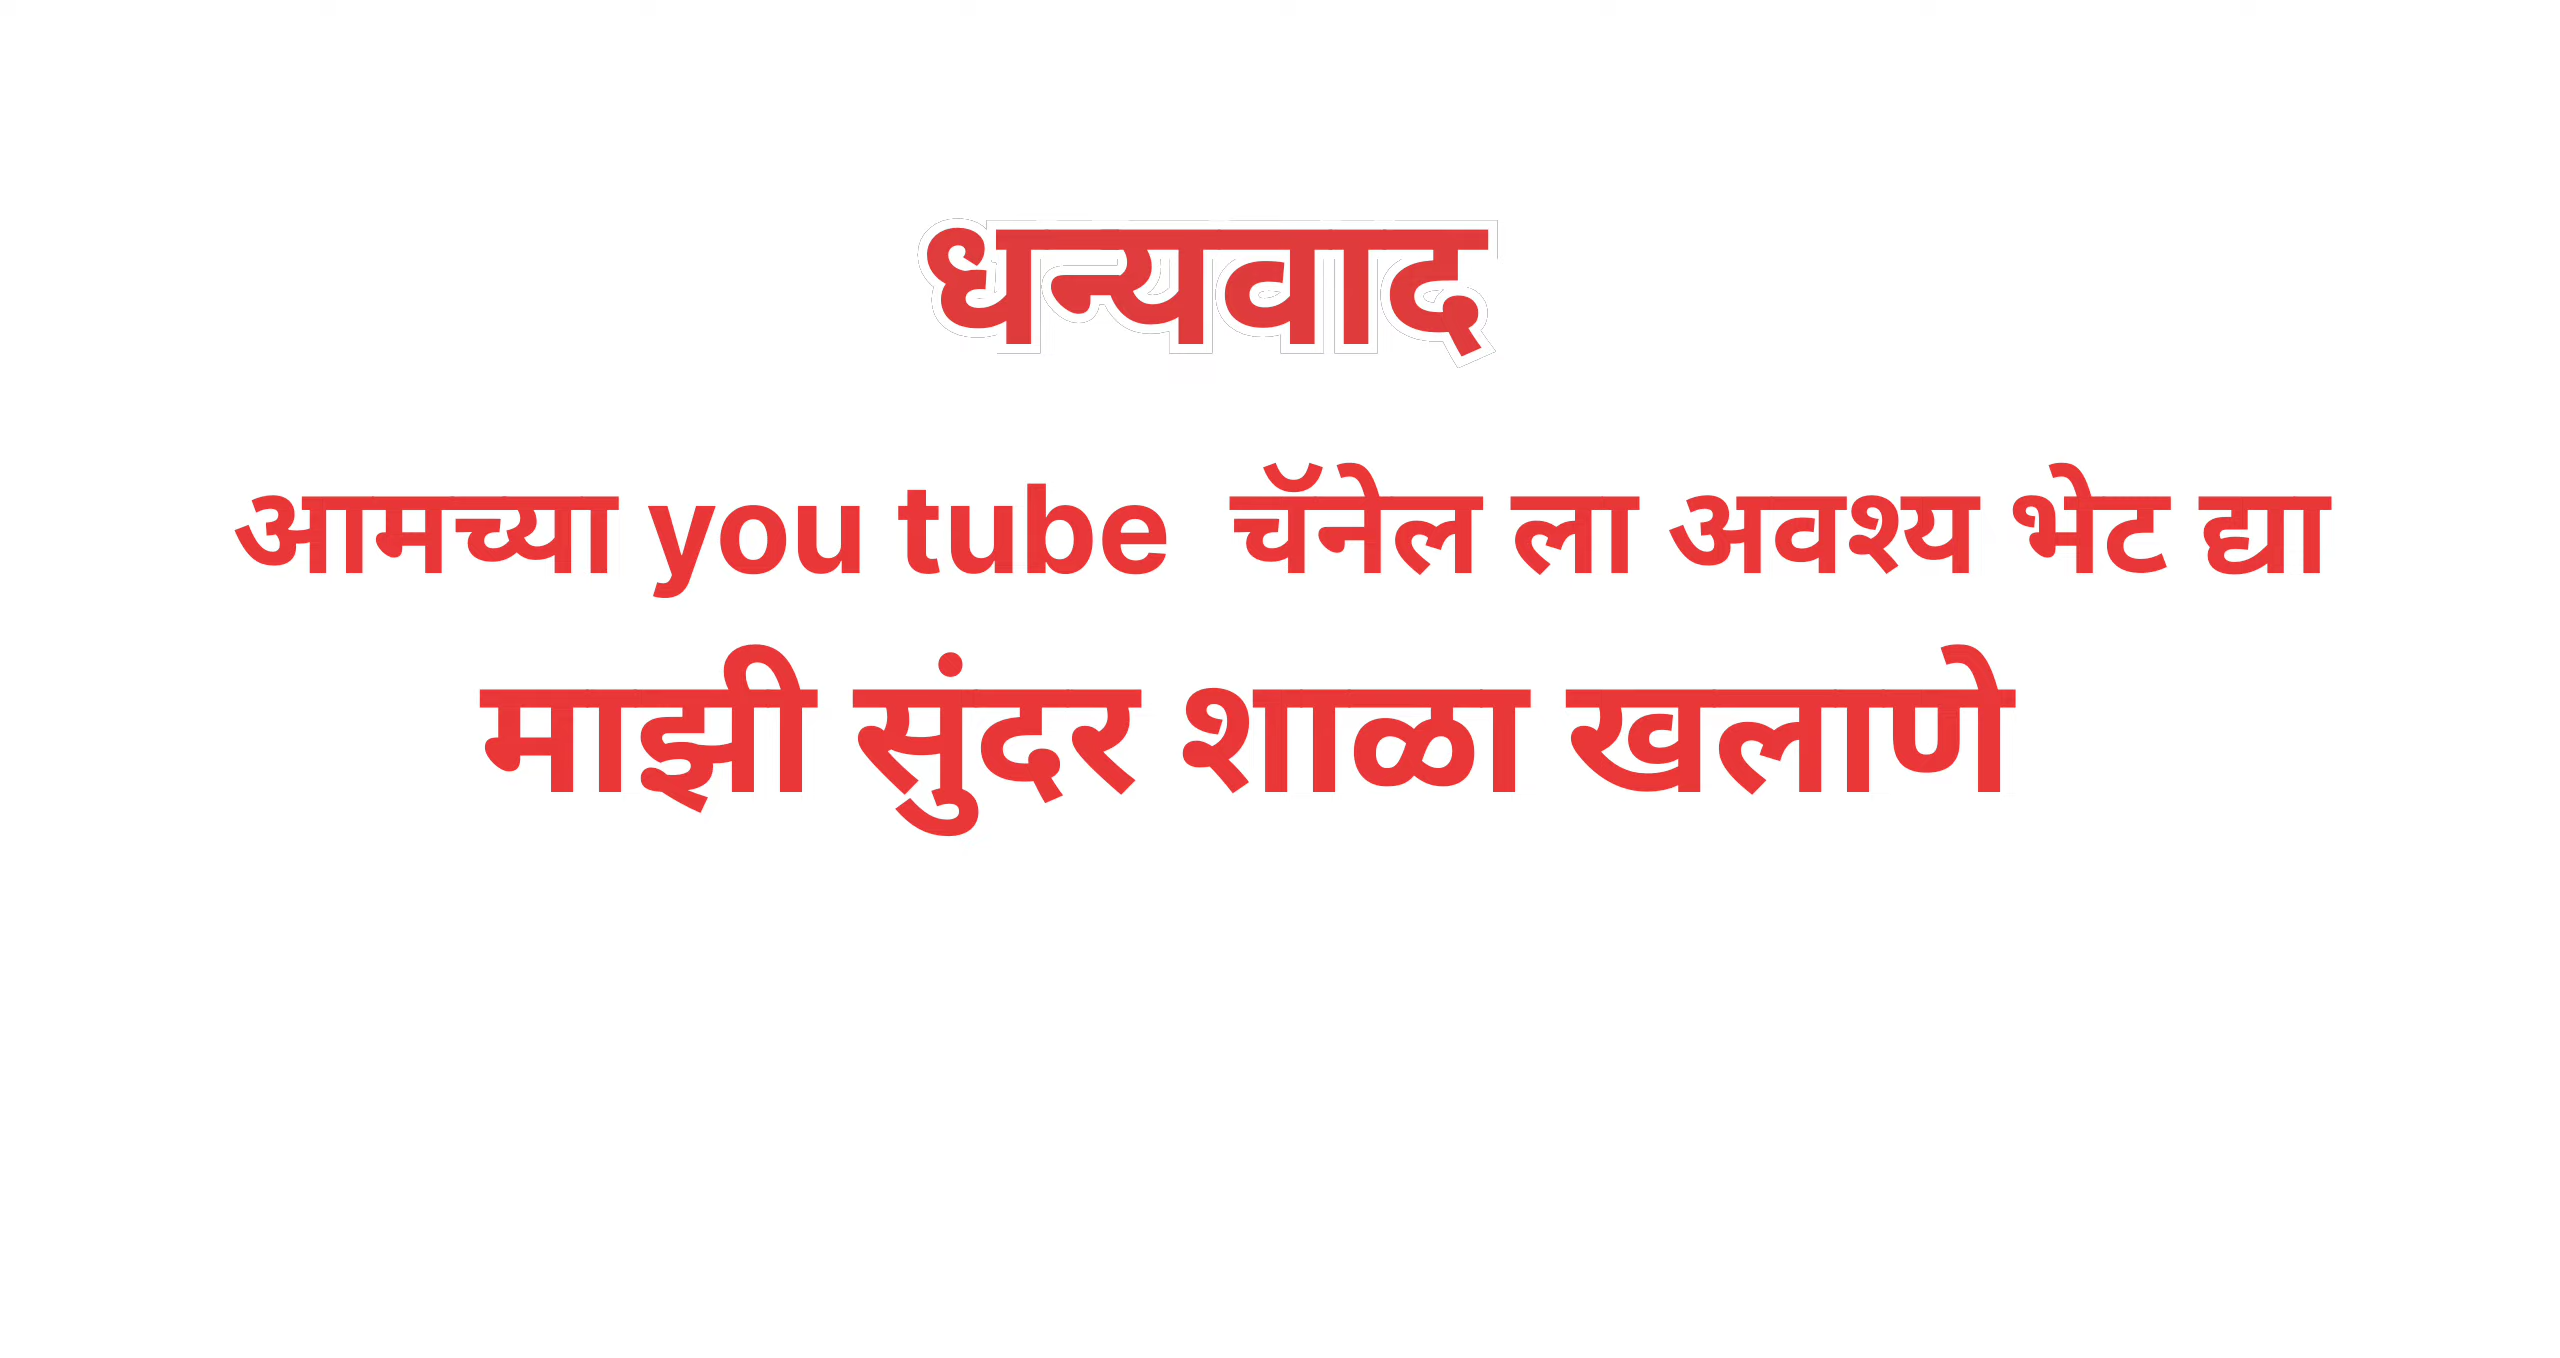 धन्यवाद
आमच्या you tube चॅनेल ला अवश्य भेट द्या
माझी सुंदर शाळा खलाणे